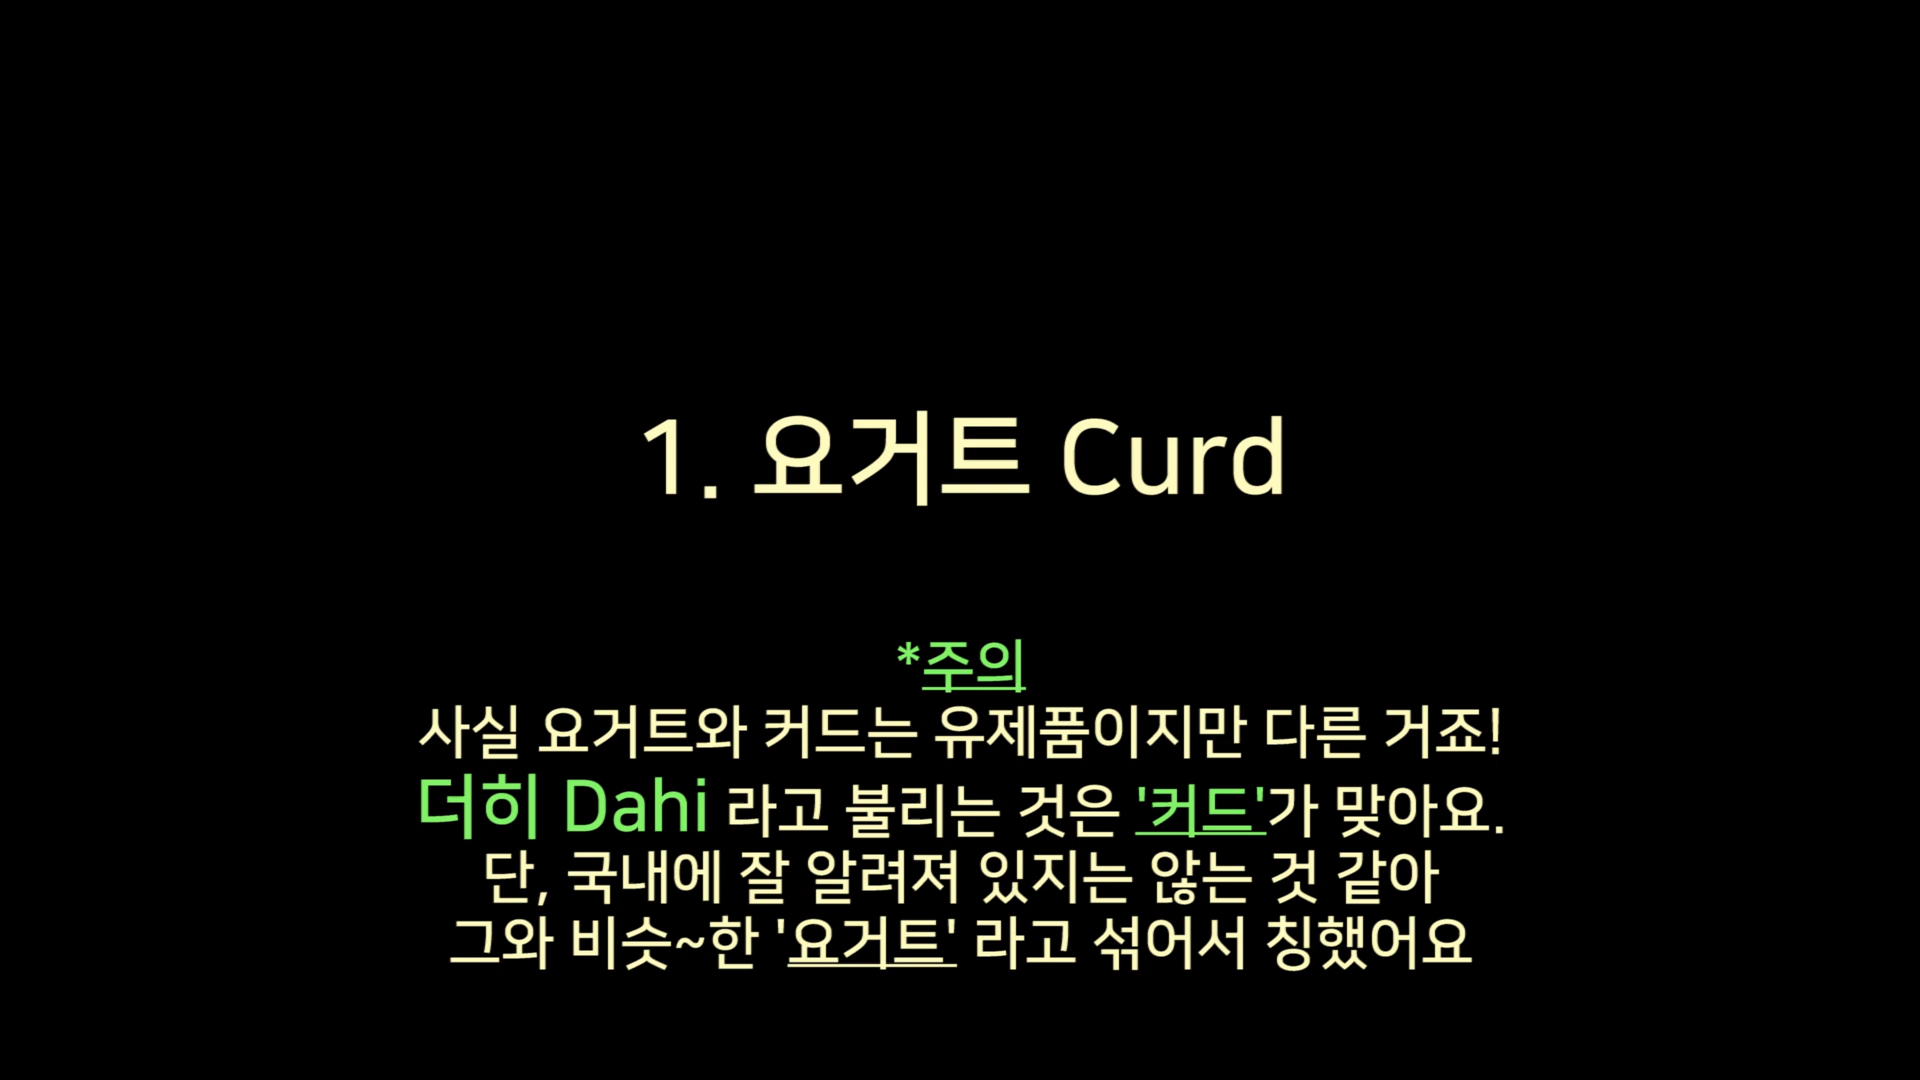 1. 요거트 Curd
*주의
사실 요거트와 커드는 유제품이지만 다른 거죠!
더히 Dahi 라고 불리는 것은 '커드'가 맞아요.
단, 국내에 잘 알려져 있지는 않는 것 같아
그와 비슷~한 '요거트' 라고 섞어서 칭했어요